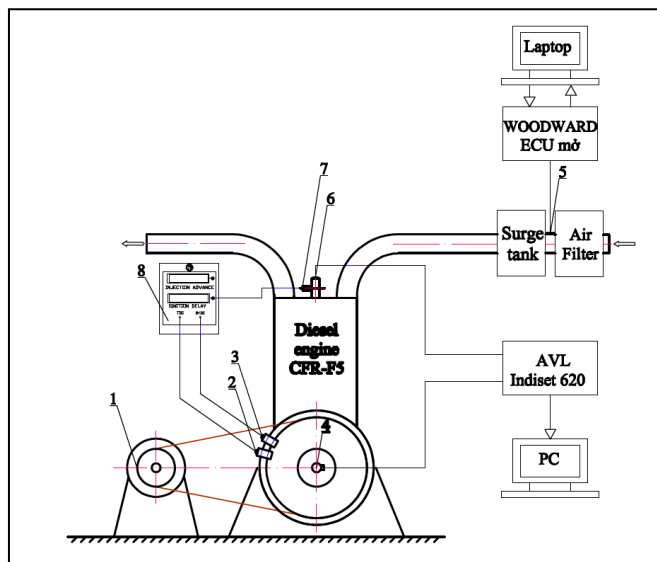 Laptop
WOODWARD
ECU mở
5
7
6
Surge
tank
Air
Filter
8
INJECTION ADVANCE
IGNITION DELAY
Diesel
engine
CFR-F5
AVL
Indiset 620
3
2
1
4
PC